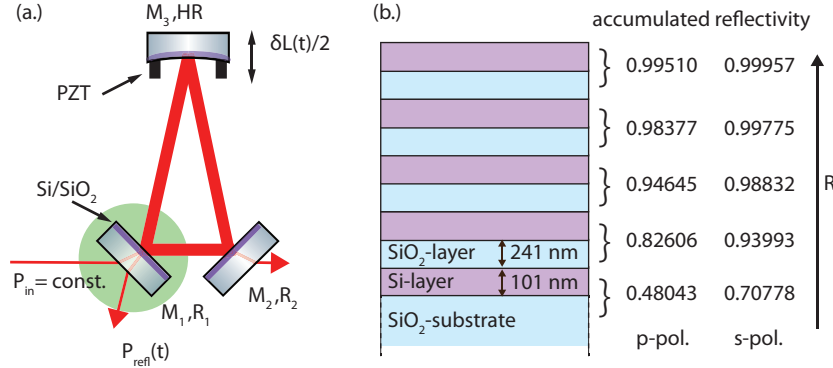 (a.)
M3,HR
δL(t)/2
PZT
Si/SiO2
Pin= const.
M1,R1
M2,R2
Prefl(t)
(b.)
accumulated reflectivity
} 0.99510 0.99957
} 0.98377 0.99775
} 0.94645 0.98832
R
} 0.82606 0.93993
SiO2-layer 241 nm
Si-layer 101 nm
} 0.48043 0.70778
SiO2-substrate
p-pol. s-pol.